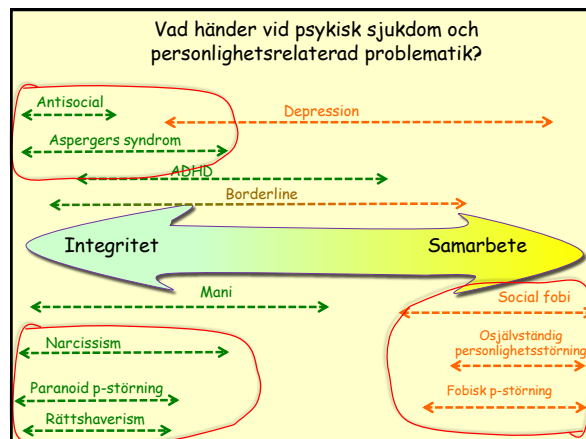 Vad händer vid psykisk sjukdom och
personlighetsrelaterad problematik?
Antisocial
Depression
Aspergers syndrom
ADHD
Borderline
Integritet
Samarbete
Mani
Social fobi
Narcissism
Osjälvständig
personlighetsstörning
Paranoid p-störning
Fobisk p-störning
Rättshaverism